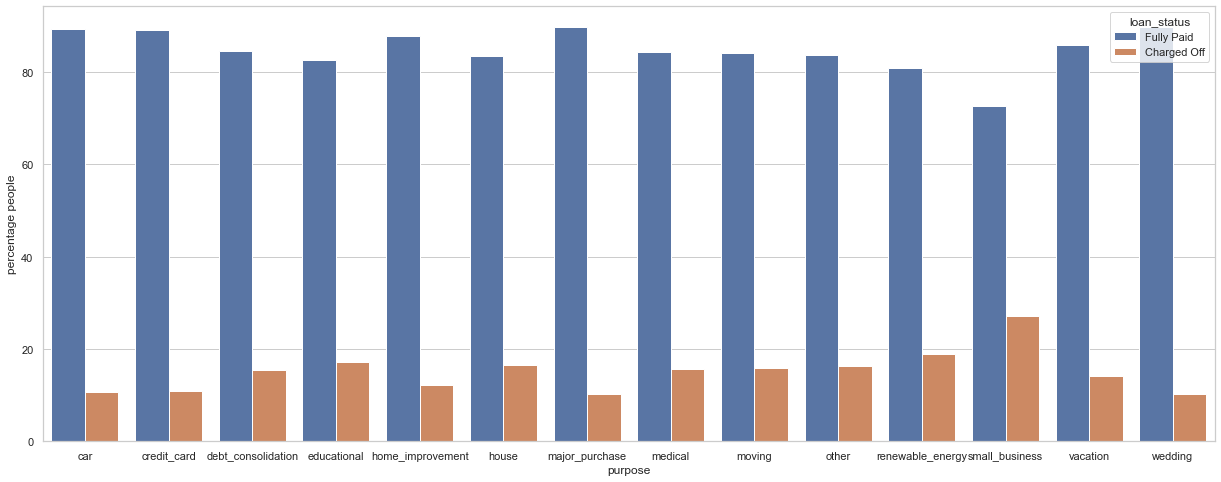 loan_status
Fully Paid
Charged Off
percentage people
80
60
40
20
0
car credit_card debt_consolidation educational home_improvement house major_purchase medical moving other renewable_energy small_business vacation wedding
purpose